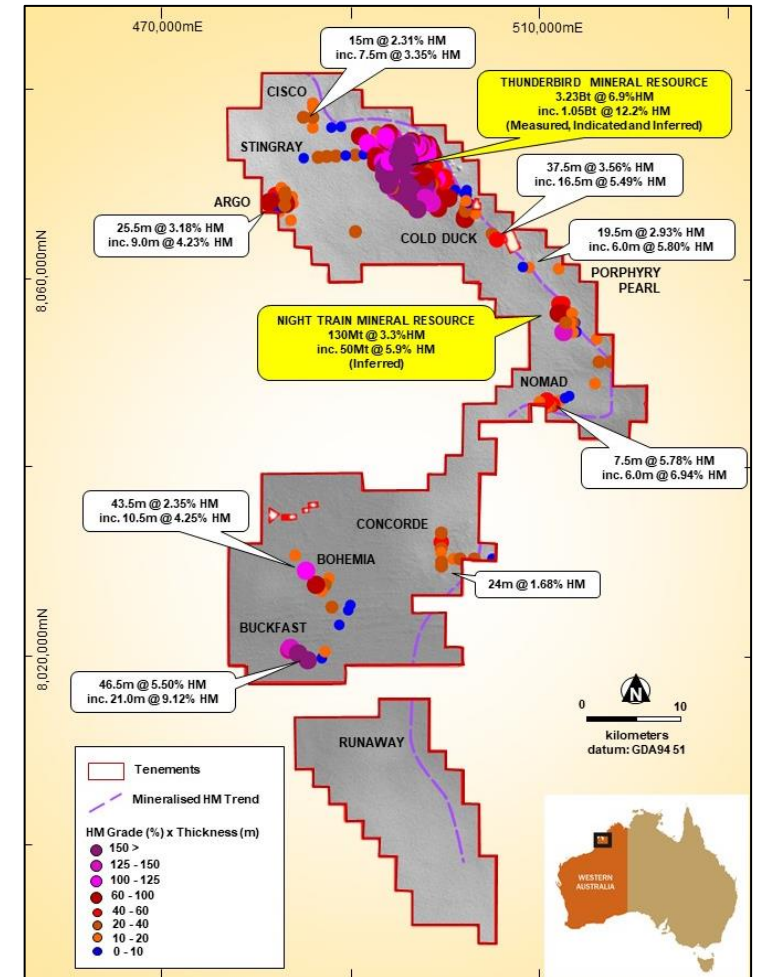 470,000mE
510,000mE
15m @ 2.31% HM
inc. 7.5m @ 3.35% HM
CISCO
THUNDERBIRD MINERAL RESOURCE
3.23Bt @ 6.9%HM
inc. 1.05Bt @ 12.2% HM
(Measured, Indicated and Inferred)
STINGRAY
37.5m @ 3.56% HM
inc. 16.5m @ 5.49% HM
ARGO
25.5m @ 3.18% HM
inc. 9.0m @ 4.23% HM
COLD DUCK
19.5m @ 2.93% HM
inc. 6.0m @ 5.80% HM
8,060,000mN
PORPHYRY
PEARL
NIGHT TRAIN MINERAL RESOURCE
130Mt @ 3.3%HM
inc. 50Mt @ 5.9% HM
(Inferred)
NOMAD
7.5m @ 5.78% HM
inc. 6.0m @ 6.94% HM
43.5m @ 2.35% HM
inc. 10.5m @ 4.25% HM
CONCORDE
BOHEMIA
24m @ 1.68% HM
BUCKFAST
8,020,000mN
46.5m @ 5.50% HM
inc. 21.0m @ 9.12% HM
N
0 10
kilometers
datum: GDA94 51
RUNAWAY
Tenements
Mineralised HM Trend
HM Grade (%) x Thickness (m)
150 >
125 - 150
100 - 125
60 - 100
40 - 60
20 - 40
10 - 20
0 - 10
WESTERN
AUSTRALIA